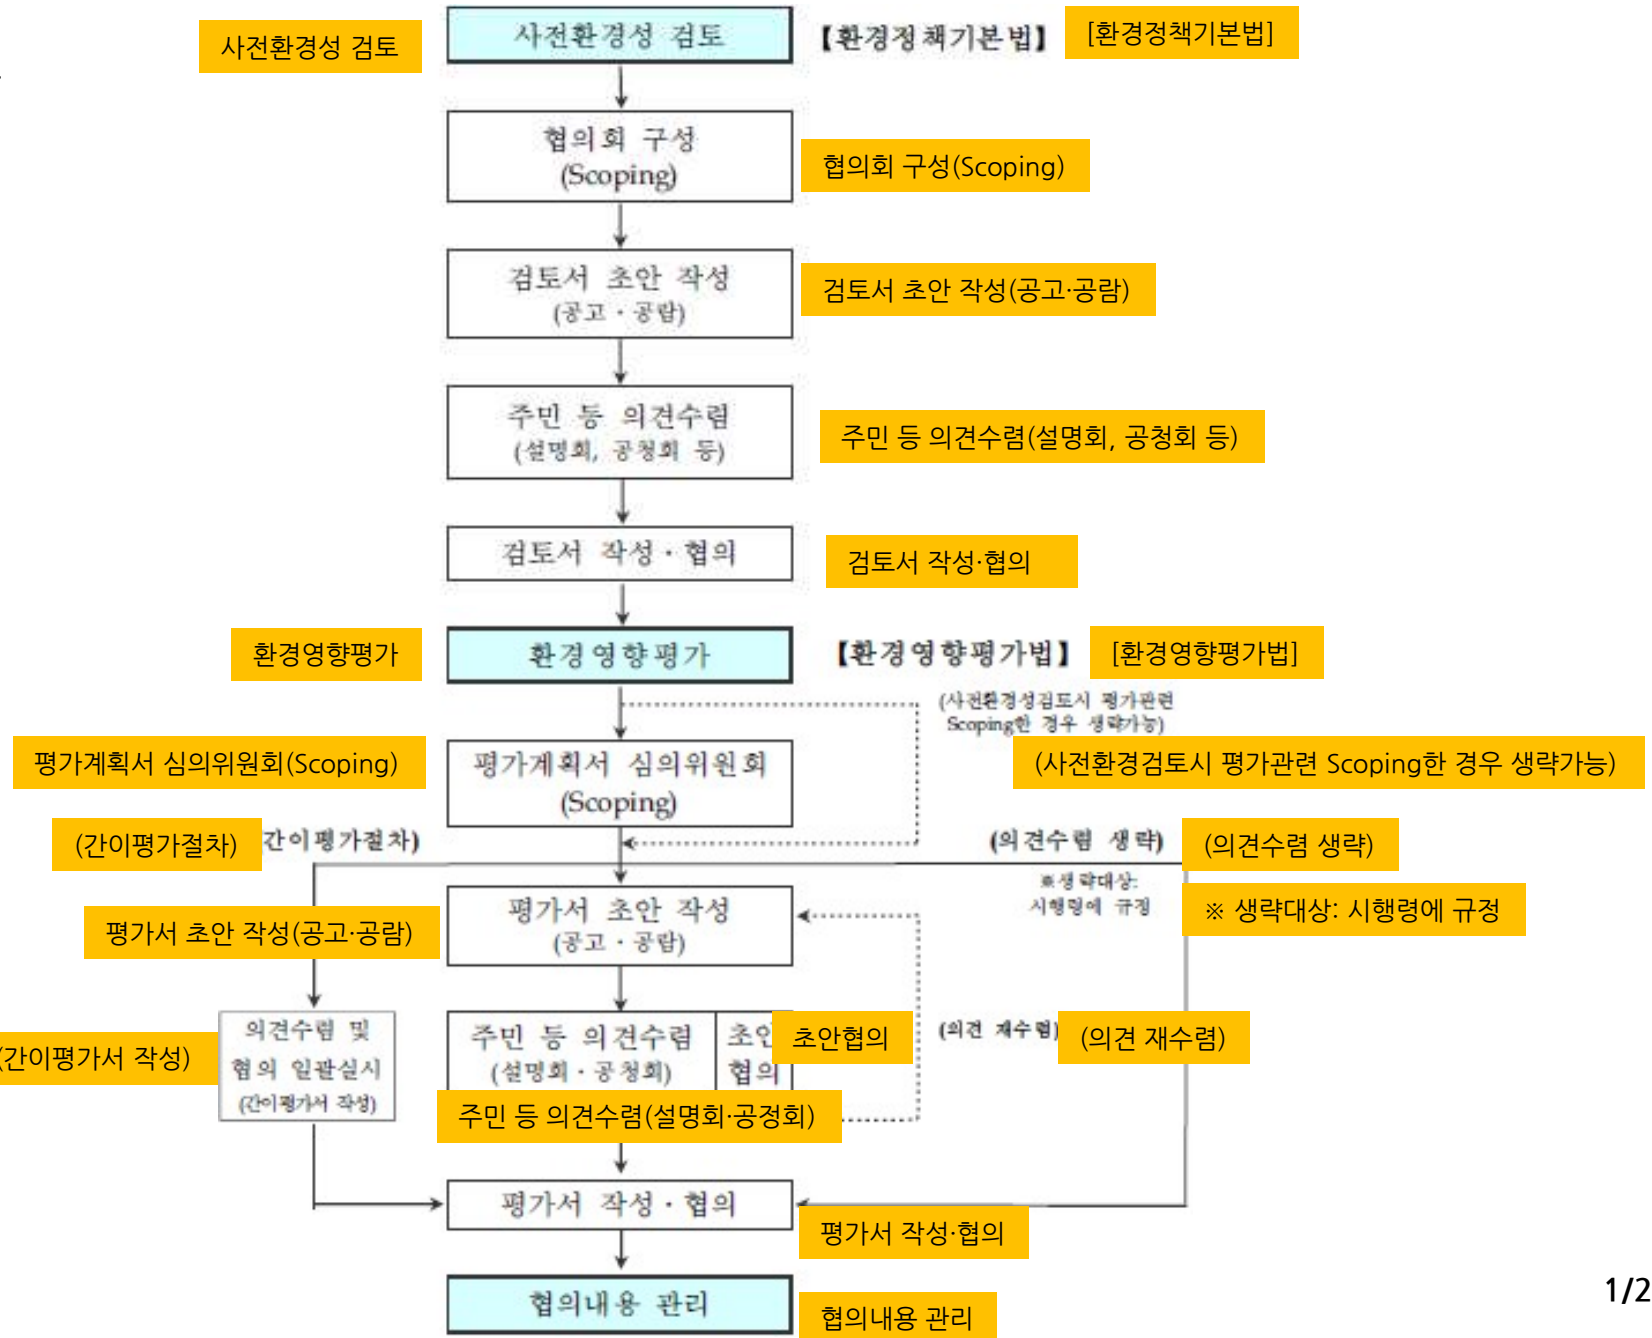 사전환경성 검토
사전환경성 검토
【환경정책기본법】
[환경정책기본법]
협의회 구성
(Scoping)
협의회 구성(Scoping)
검토서 초안 작성
(공고 · 공람)
검토서 초안 작성(공고·공람)
주민 등 의견수렴
(설명회, 공청회 등)
주민 등 의견수렴(설명회, 공청회 등)
검토서 작성 · 협의
검토서 작성·협의
환경영향평가
환경영향평가
【환경영향평가법】
[환경영향평가법]
(사전환경성검토시 평가관련
Scoping한 경우 생략가능)
평가계획서 심의위원회(Scoping)
평가계획서 심의위원회
(Scoping)
(사전환경검토시 평가관련 Scoping한 경우 생략가능)
(간이평가절차)
간이평가절차)
(의견수렴 생략)
(의견수렴 생략)
※생략대상:
시행령에 규정
※ 생략대상: 시행령에 규정
평가서 초안 작성(공고·공람)
평가서 초안 작성
(공고 · 공람)
(간이평가서 작성)
의견수렴 및
협의 일괄실시
(간이평가서 작성)
주민 등 의견수렴
(설명회 · 공청회)
초안
협의
초안협의
(의견 재수렴)
(의견 재수렴)
주민 등 의견수렴(설명회·공정회)
평가서 작성 · 협의
평가서 작성·협의
협의내용 관리
협의내용 관리
1/2